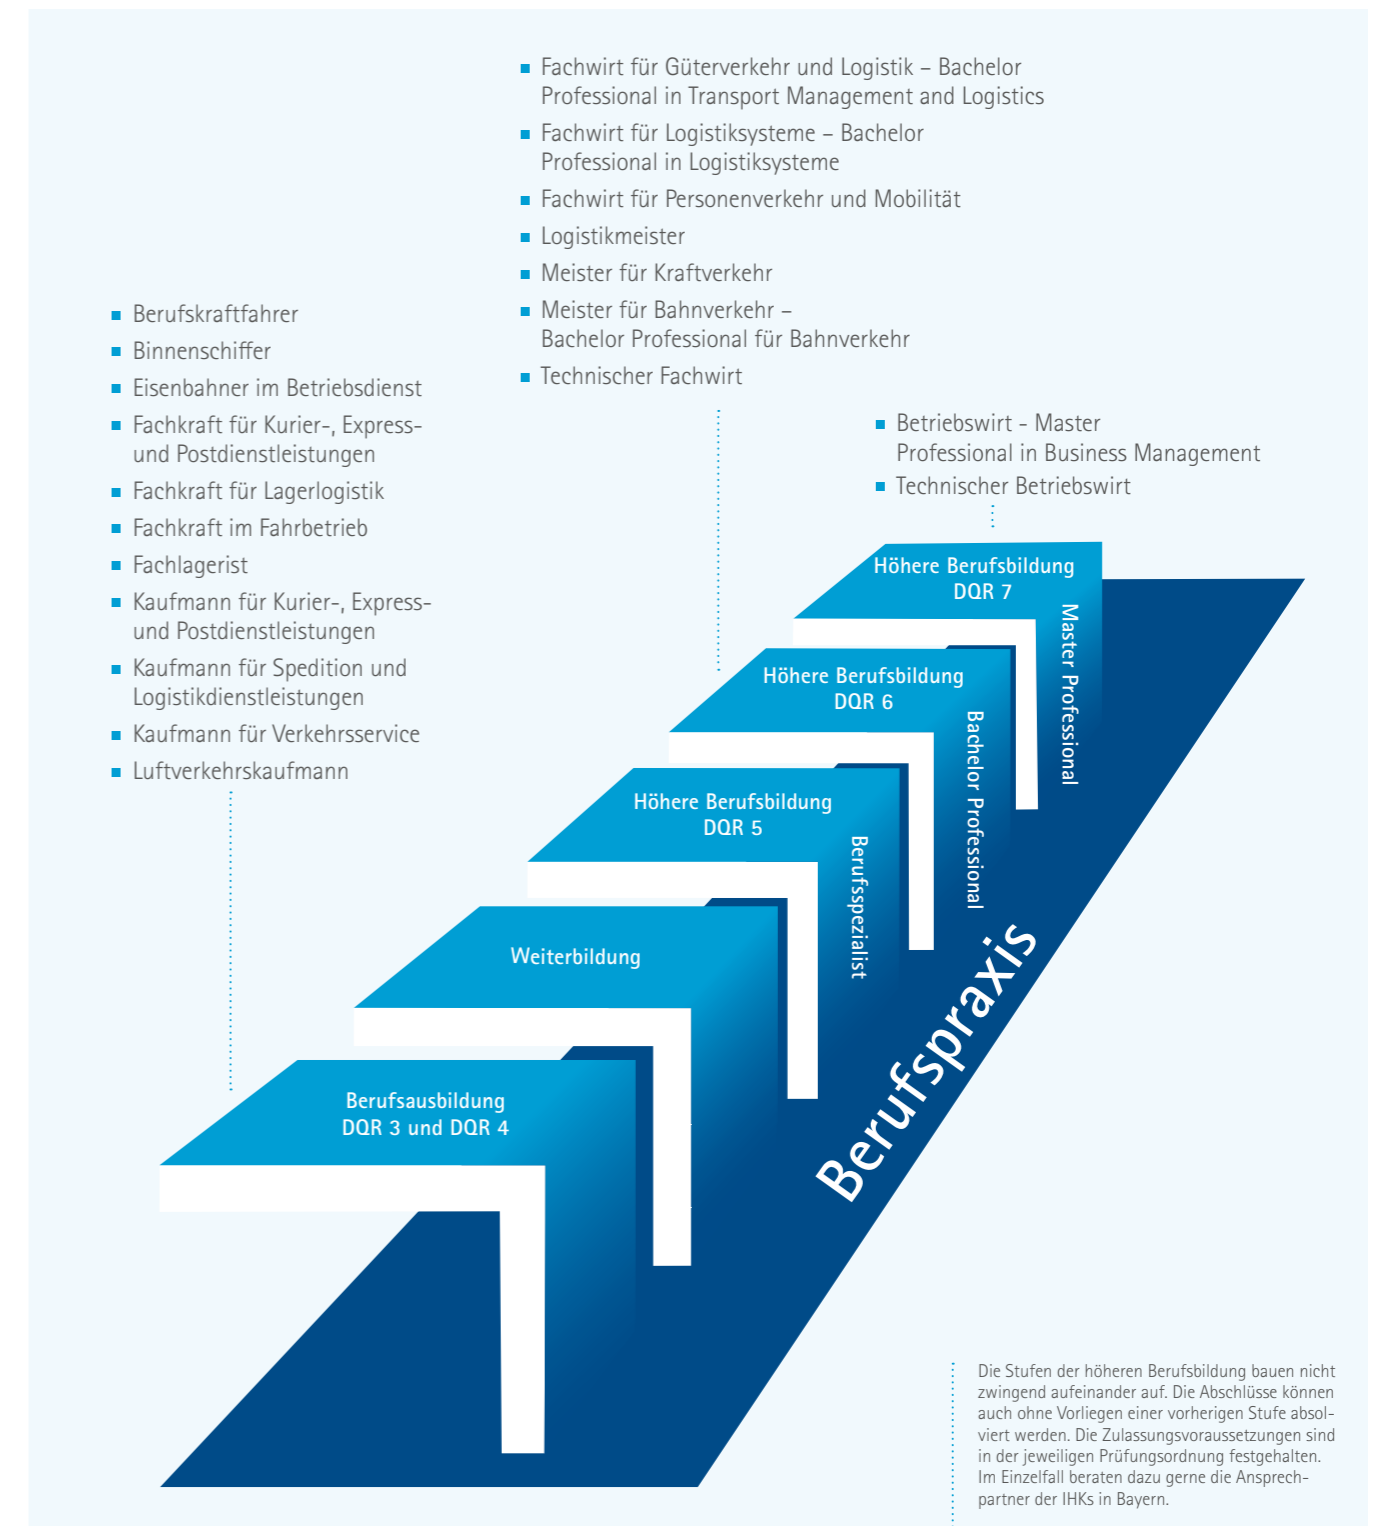 Fachwirt für Güterverkehr und Logistik – Bachelor
Professional in Transport Management and Logistics
Fachwirt für Logistiksysteme – Bachelor
Professional in Logistiksysteme
Fachwirt für Personenverkehr und Mobilität
Logistikmeister
Meister für Kraftverkehr
Meister für Bahnverkehr –
Bachelor Professional für Bahnverkehr
Technischer Fachwirt
Berufskraftfahrer
Binnenschiffer
Eisenbahner im Betriebsdienst
Fachkraft für Kurier-, Express-
und Postdienstleistungen
Fachkraft für Lagerlogistik
Fachkraft im Fahrbetrieb
Fachlagerist
Kaufmann für Kurier-, Express-
und Postdienstleistungen
Kaufmann für Spedition und
Logistikdienstleistungen
Kaufmann für Verkehrsservice
Luftverkehrskaufmann
Betriebswirt - Master
Professional in Business Management
Technischer Betriebswirt
Höhere Berufsbildung
DQR 7
Master Professional
Höhere Berufsbildung
DQR 6
Bachelor Professional
Höhere Berufsbildung
DQR 5
Berufsspezialist
Weiterbildung
Berufsausbildung
DQR 3 und DQR 4
Berufspraxis
Die Stufen der höheren Berufsbildung bauen nicht
zwingend aufeinander auf. Die Abschlüsse können
auch ohne Vorliegen einer vorherigen Stufe absol-
viert werden. Die Zulassungsvoraussetzungen sind
in der jeweiligen Prüfungsordnung festgehalten.
Im Einzelfall beraten dazu gerne die Ansprech-
partner der IHKs in Bayern.